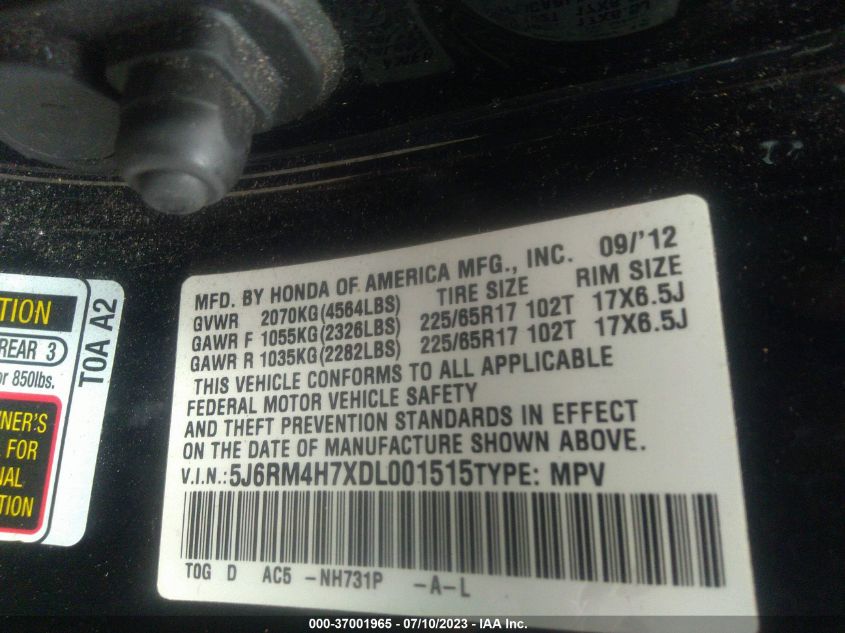 MFD. BY HONDA OF AMERICA MFG., INC. 09/'12
GVWR 2070KG(4564LBS) TIRE SIZE RIM SIZE
GAWR F 1055KG(2326LBS) 225/65R17 102T 17X6.5J
GAWR R 1035KG(2282LBS) 225/65R17 102T 17X6.5J
THIS VEHICLE CONFORMS TO ALL APPLICABLE
FEDERAL MOTOR VEHICLE SAFETY
AND THEFT PREVENTION STANDARDS IN EFFECT
ON THE DATE OF MANUFACTURE SHOWN ABOVE.
V.I.N.:5J6RM4H7XDL001515TYPE: MPV
TOG D AC5 -NH731P -A-L
TION
REAR 3
or 850lbs.
WNER'S
FOR
NAL
TION
TOA A2
000-37001965 / 07/10/2023 - IAA Inc.